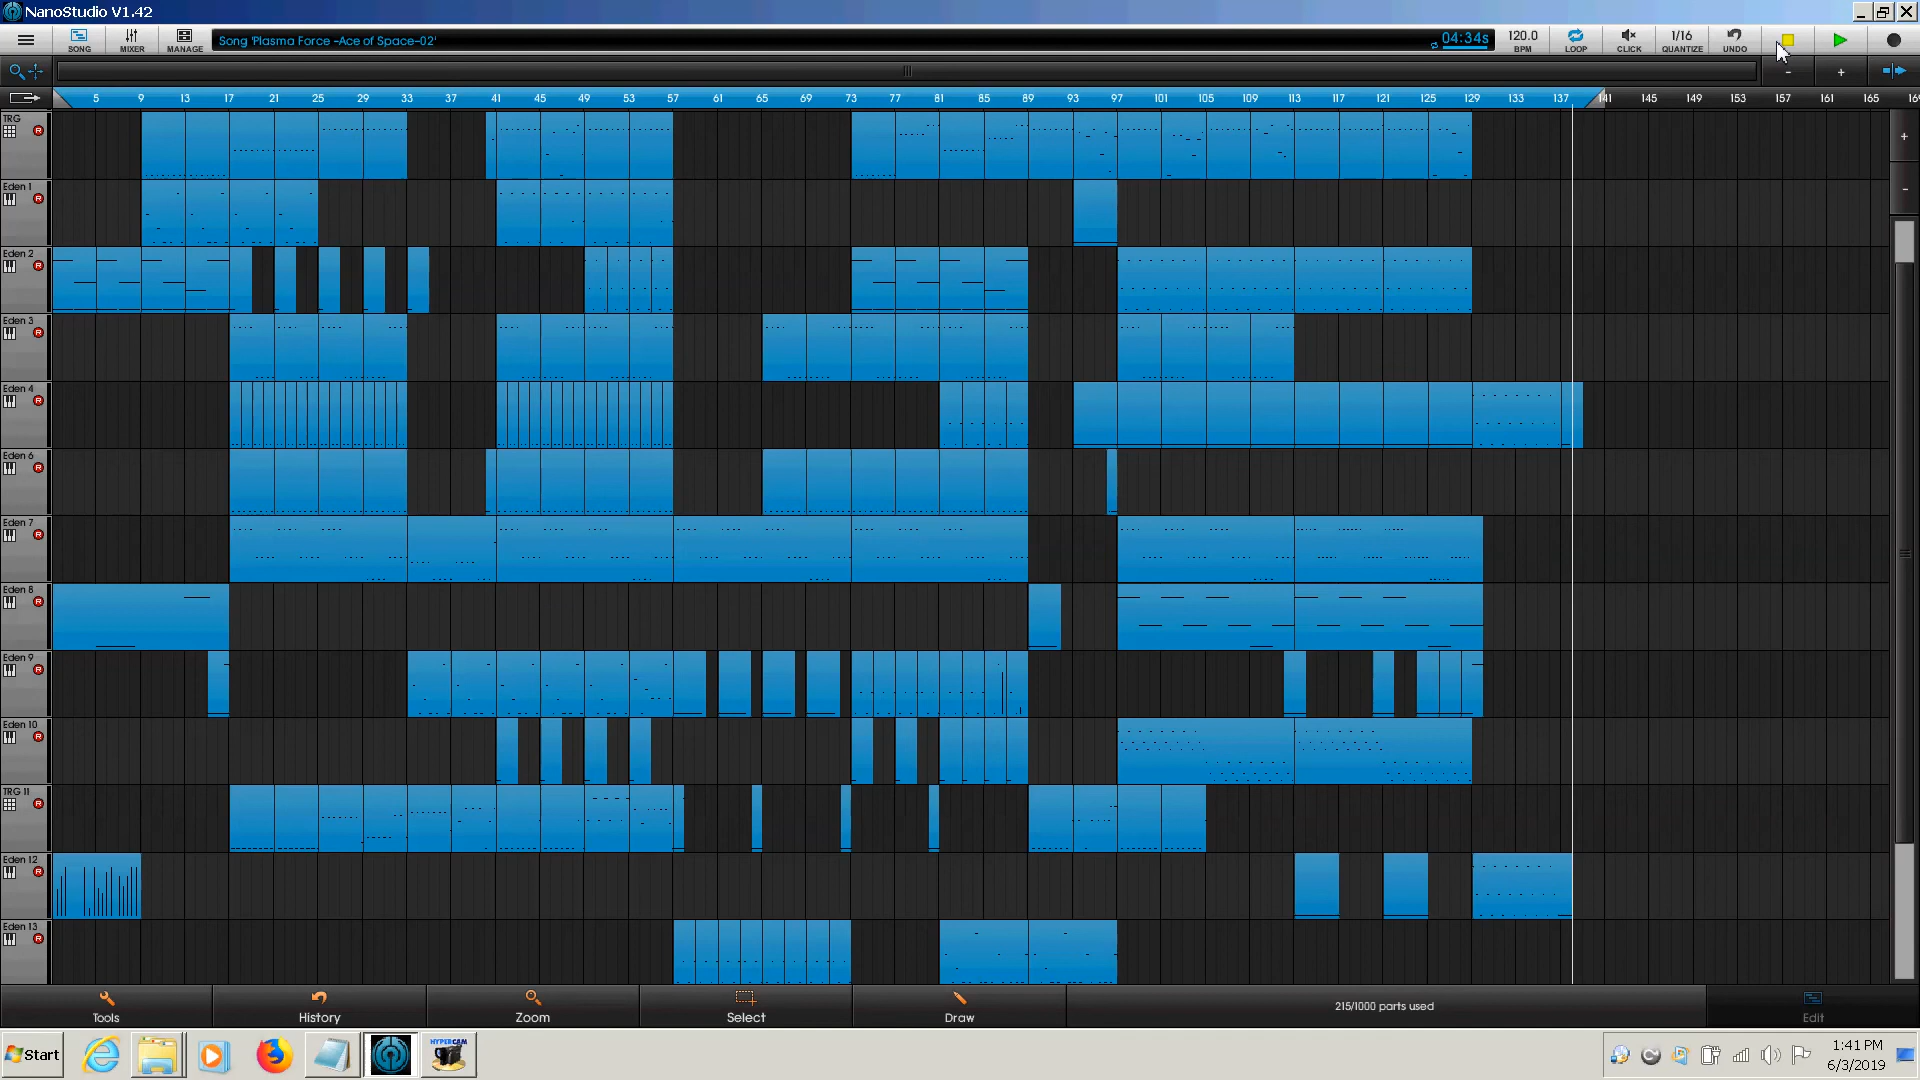 NanoStudio V1.42
SONG
MIXER
MANAGE
Song 'Plasma Force -Ace of Space-02'
04:34s
120.0
BPM
LOOP
CLICK
1/16
QUANTIZE
UNDO
5 9 13 17 21 25 29 33 37 41 45 49 53 57 61 65 69 73 77 81 85 89 93 97 101 105 109 113 117 121 125 129 133 137 141 145 149 153 157 161 165 169
TRG
R
Eden 1
R
Eden 2
R
Eden 3
R
Eden 4
R
Eden 6
R
Eden 7
R
Eden 8
R
Eden 9
R
Eden 10
R
TRG 11
R
Eden 12
R
Eden 13
R
Tools
History
Zoom
Select
Draw
215/1000 parts used
Edit
Start
HYPERCAM
1:41 PM
6/3/2019